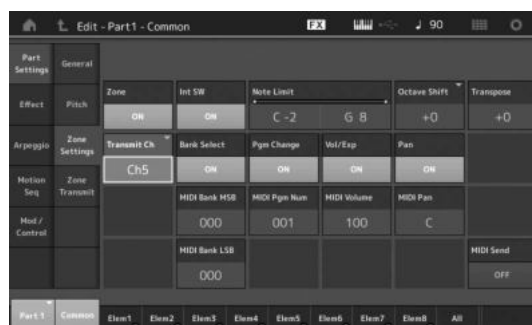 Edit - Part1 - Common FX 90
Part Settings General
Zone Int SW Note Limit Octave Shift Transpose
Effect Pitch
ON ON C -2 G 8 +0 +0
Arpeggio Zone Settings Transmit Ch Bank Select Pgm Change Vol/Exp Pan
Ch5 ON ON ON ON
Motion Seq Zone Transmit
MIDI Bank MSB MIDI Pgm Num MIDI Volume MIDI Pan
Mod / Control
000 001 100 C
MIDI Bank LSB MIDI Send
000 OFF
Part 1 Common Elem1 Elem2 Elem3 Elem4 Elem5 Elem6 Elem7 Elem8 All